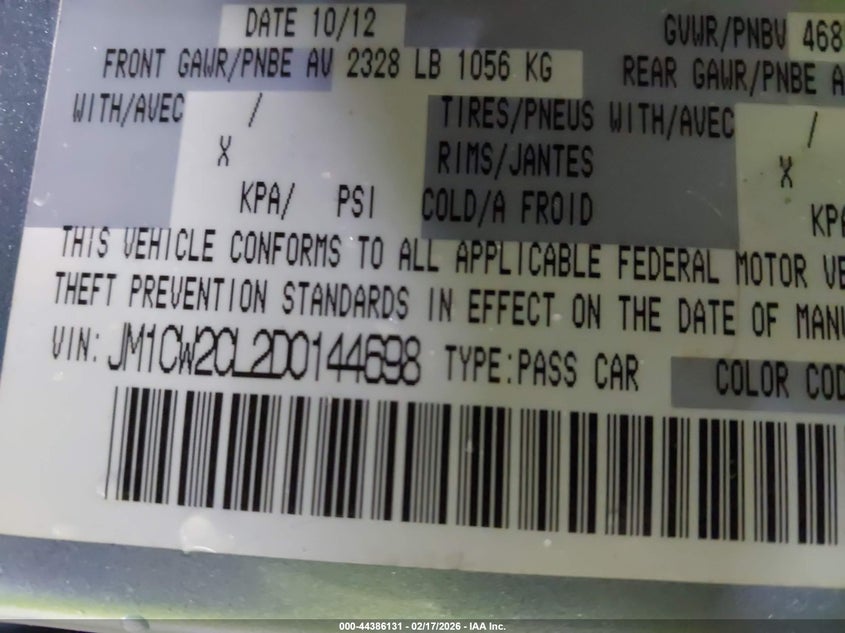 DATE 10/12 GVWR/PNBV 468
FRONT GAWR/PNBE AV 2328 LB 1056 KG REAR GAWR/PNBE A
WITH/AVEC / TIRES/PNEUS WITH/AVEC /
X RIMS/JANTES X
KPA/ PSI COLD/A FROID KPA
THIS VEHICLE CONFORMS TO ALL APPLICABLE FEDERAL MOTOR VE
THEFT PREVENTION STANDARDS IN EFFECT ON THE DATE OF MANU
VIN: JM1CW2CL2D0144698 TYPE:PASS CAR COLOR COD
000-44386131 — 02/17/2026 — IAA Inc.